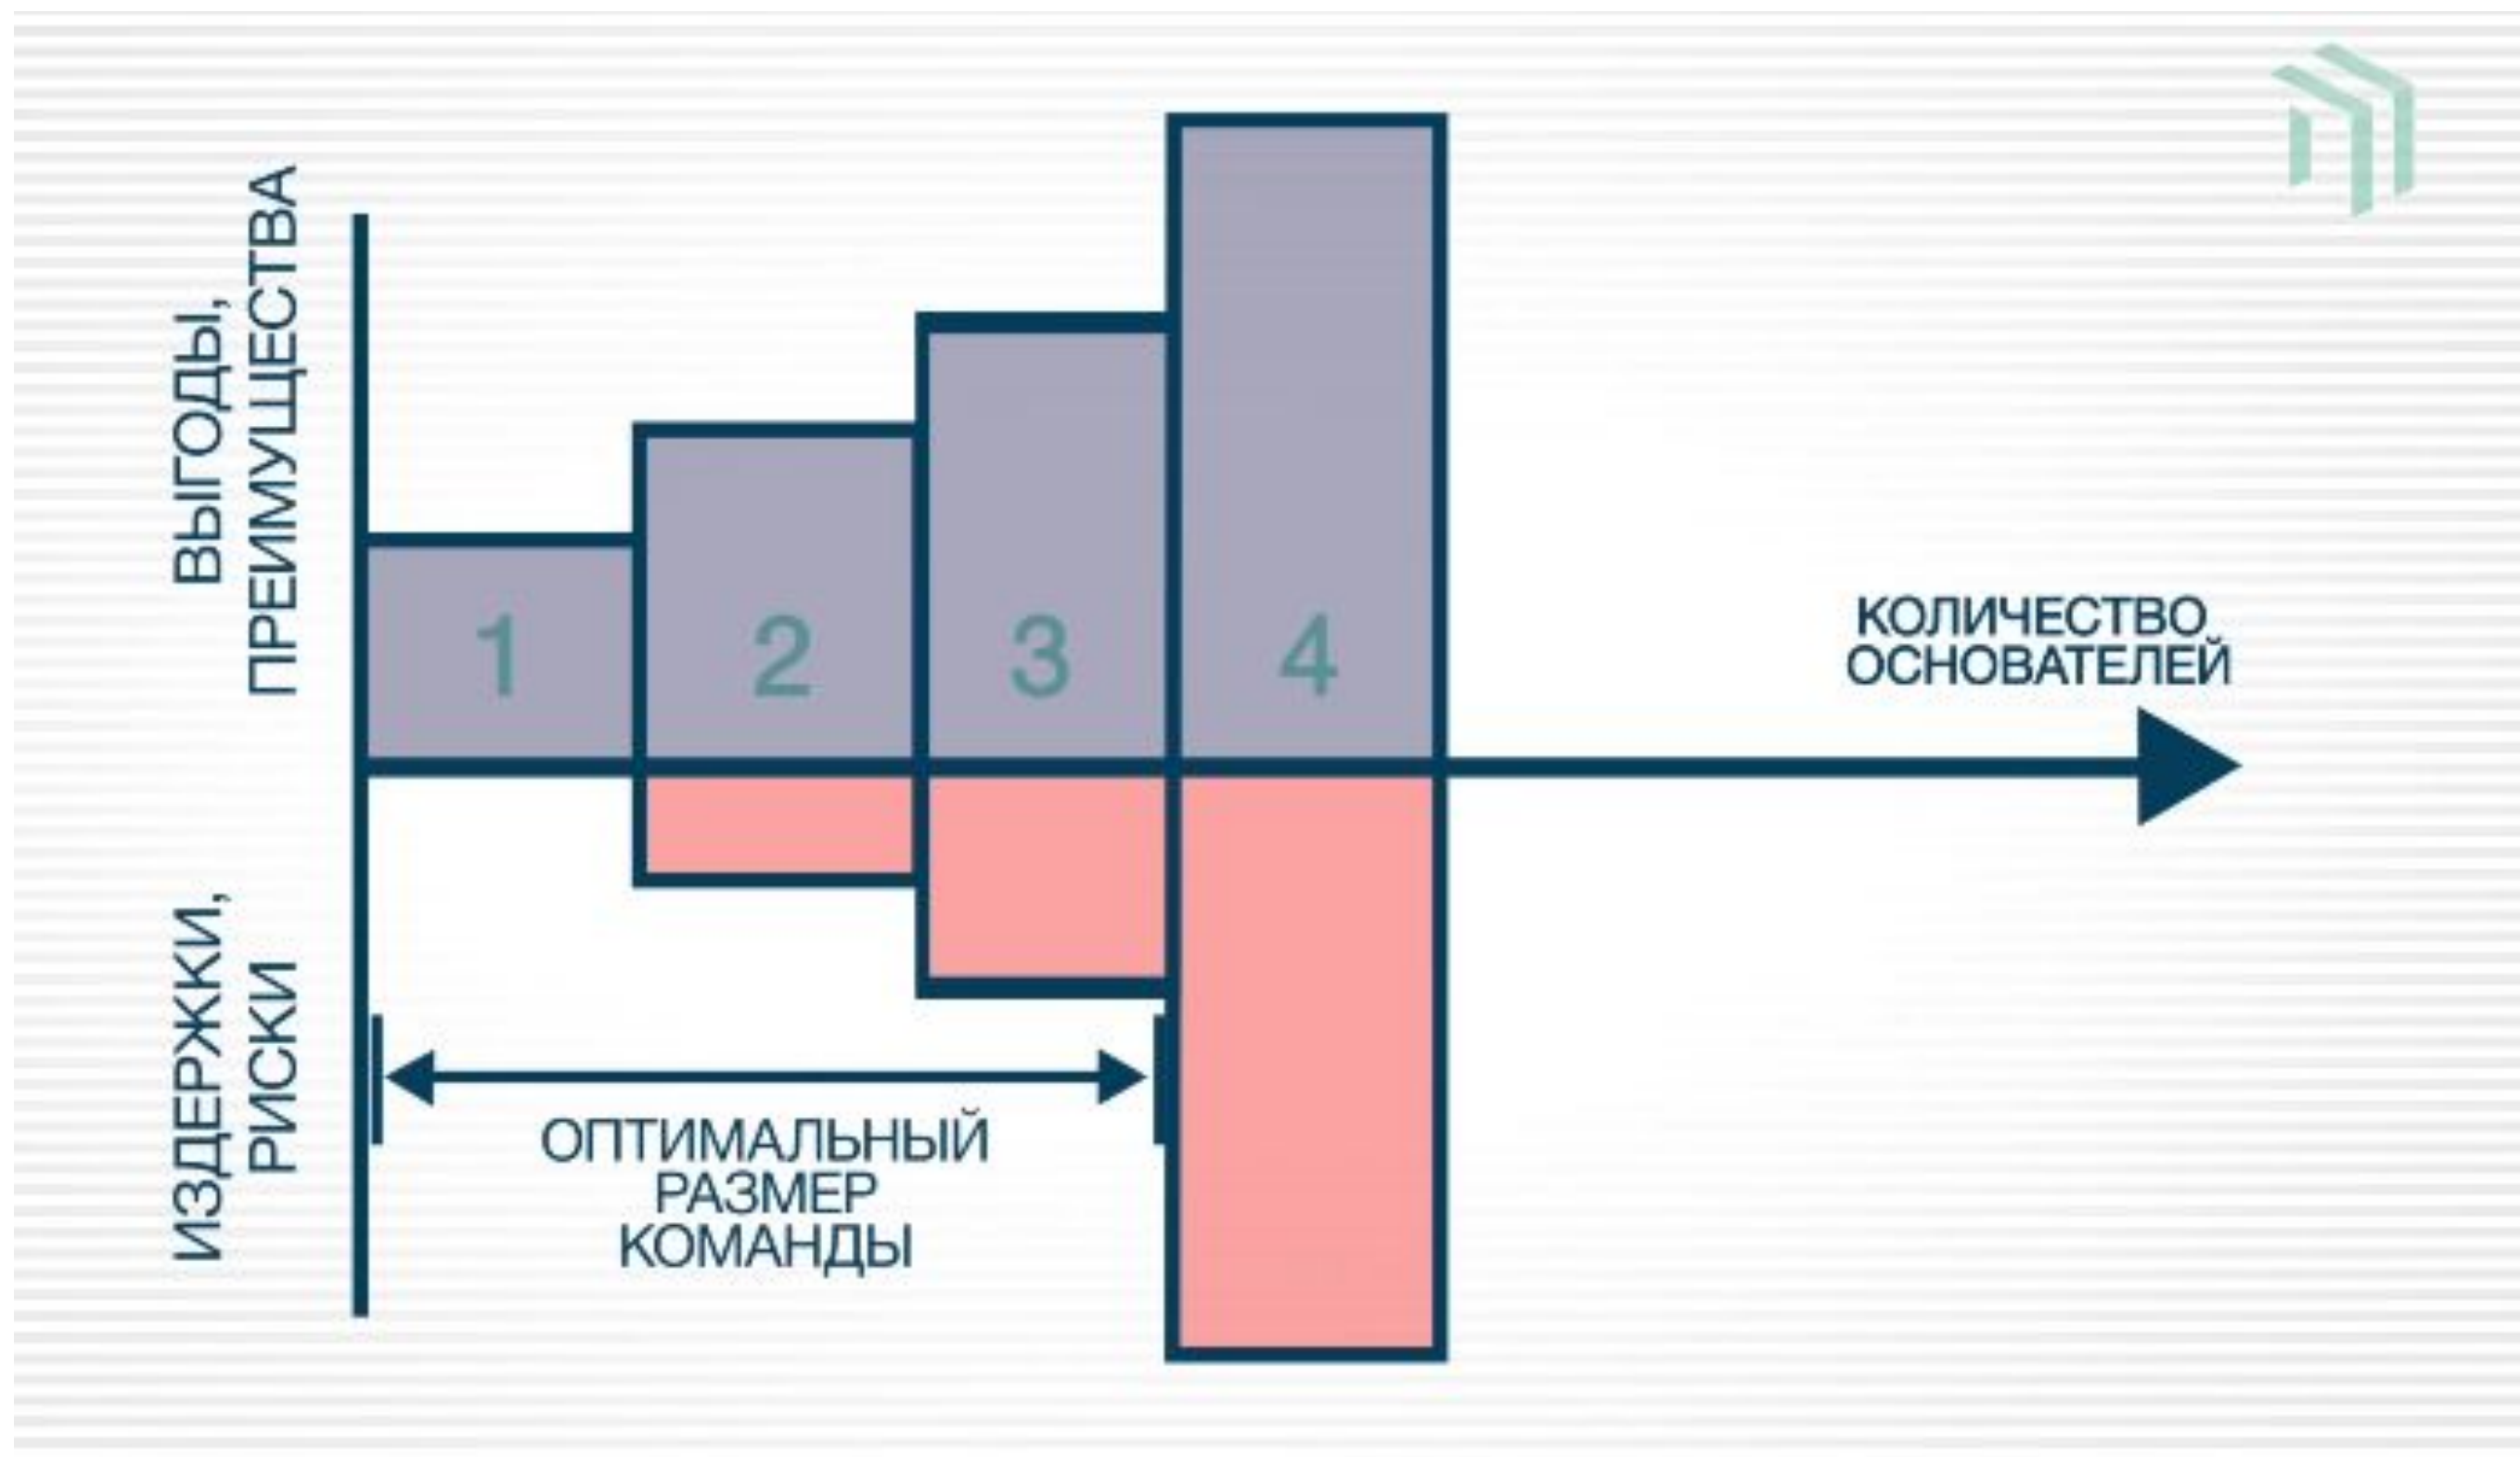 ВЫГОДЫ,
ПРЕИМУЩЕСТВА
1
2
3
4
КОЛИЧЕСТВО
ОСНОВАТЕЛЕЙ
ИЗДЕРЖКИ,
РИСКИ
ОПТИМАЛЬНЫЙ
РАЗМЕР
КОМАНДЫ